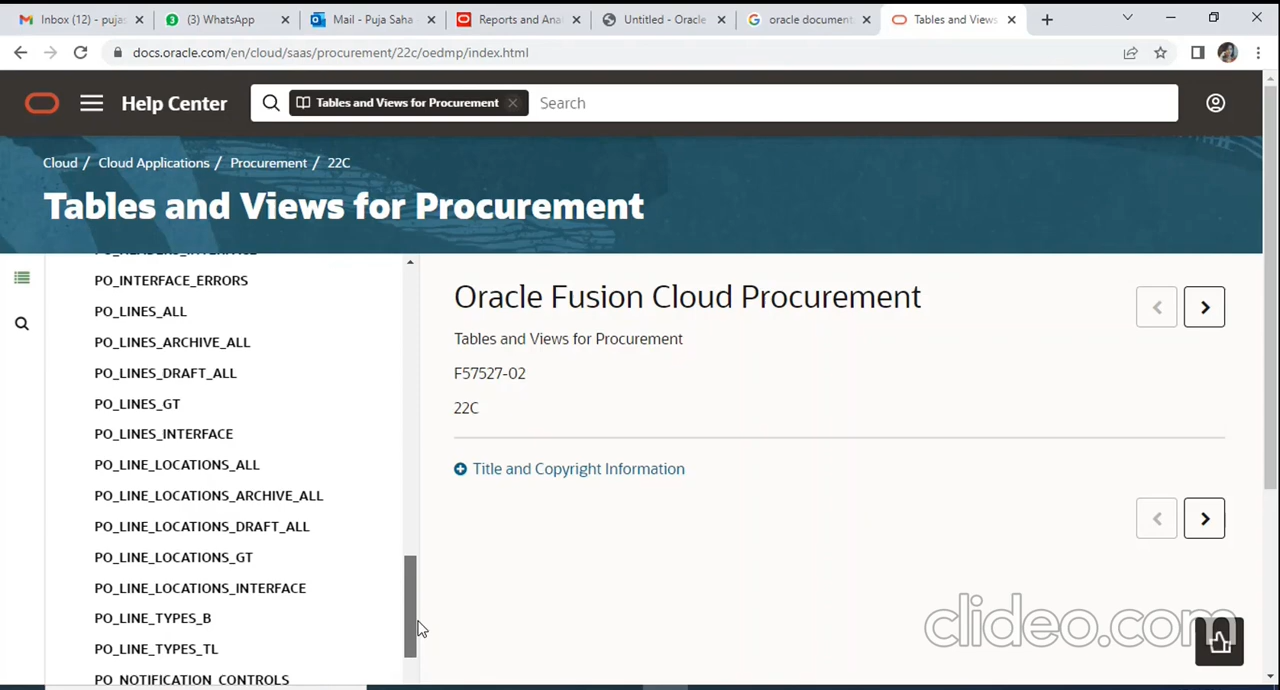 Inbox (12) - pujas
(3) WhatsApp
Mail - Puja Saha
Reports and Ana
Untitled - Oracle
oracle document
Tables and Views
docs.oracle.com/en/cloud/saas/procurement/22c/oedmp/index.html
Help Center
Tables and Views for Procurement
Search
Cloud / Cloud Applications / Procurement / 22C
Tables and Views for Procurement
PO_HEADERS_INTERFACE
PO_INTERFACE_ERRORS
PO_LINES_ALL
PO_LINES_ARCHIVE_ALL
PO_LINES_DRAFT_ALL
PO_LINES_GT
PO_LINES_INTERFACE
PO_LINE_LOCATIONS_ALL
PO_LINE_LOCATIONS_ARCHIVE_ALL
PO_LINE_LOCATIONS_DRAFT_ALL
PO_LINE_LOCATIONS_GT
PO_LINE_LOCATIONS_INTERFACE
PO_LINE_TYPES_B
PO_LINE_TYPES_TL
PO_NOTIFICATION_CONTROLS
Oracle Fusion Cloud Procurement
Tables and Views for Procurement
F57527-02
22C
Title and Copyright Information
clideo.com